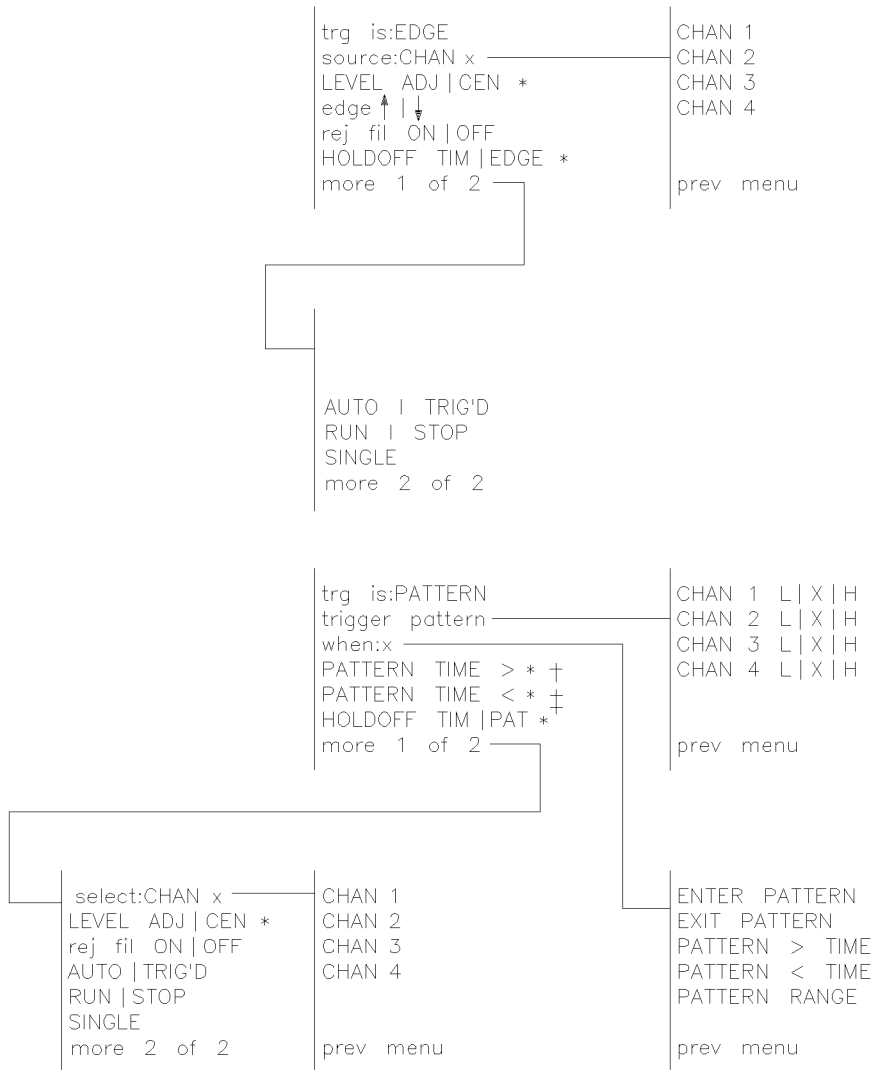 trg is:EDGE
source:CHAN x
LEVEL ADJ|CEN *
edge↑|↓
rej fil ON|OFF
HOLDOFF TIM|EDGE *
more 1 of 2
CHAN 1
CHAN 2
CHAN 3
CHAN 4
prev menu
AUTO | TRIG'D
RUN | STOP
SINGLE
more 2 of 2
trg is:PATTERN
trigger pattern
when:x
PATTERN TIME > * †
PATTERN TIME < * ‡
HOLDOFF TIM|PAT *
more 1 of 2
CHAN 1 L|X|H
CHAN 2 L|X|H
CHAN 3 L|X|H
CHAN 4 L|X|H
prev menu
select:CHAN x
LEVEL ADJ|CEN *
rej fil ON|OFF
AUTO|TRIG'D
RUN|STOP
SINGLE
more 2 of 2
CHAN 1
CHAN 2
CHAN 3
CHAN 4
prev menu
ENTER PATTERN
EXIT PATTERN
PATTERN > TIME
PATTERN < TIME
PATTERN RANGE
prev menu